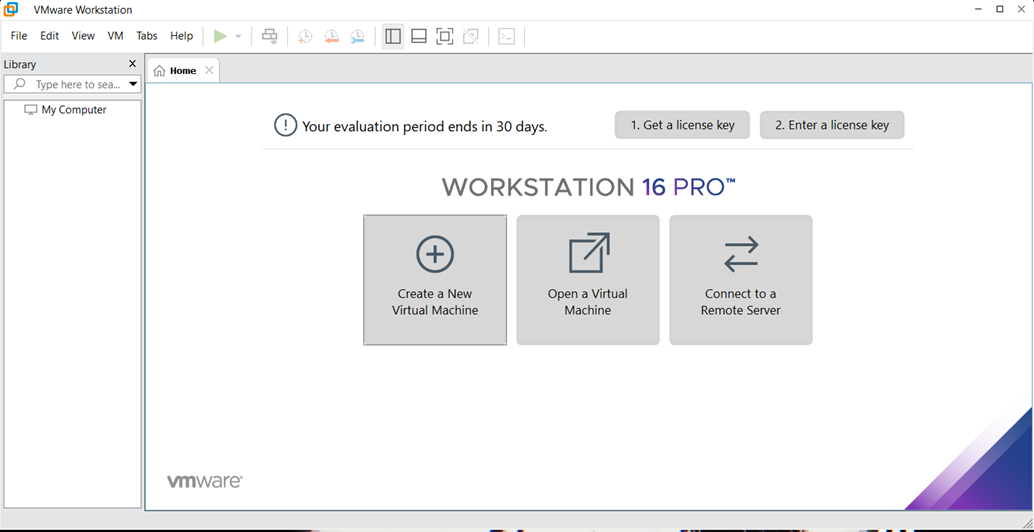 VMware Workstation
File Edit View VM Tabs Help
Library
Type here to sea...
My Computer
Home
Your evaluation period ends in 30 days.
1. Get a license key
2. Enter a license key
WORKSTATION 16 PRO™
Create a New
Virtual Machine
Open a Virtual
Machine
Connect to a
Remote Server
vmware®